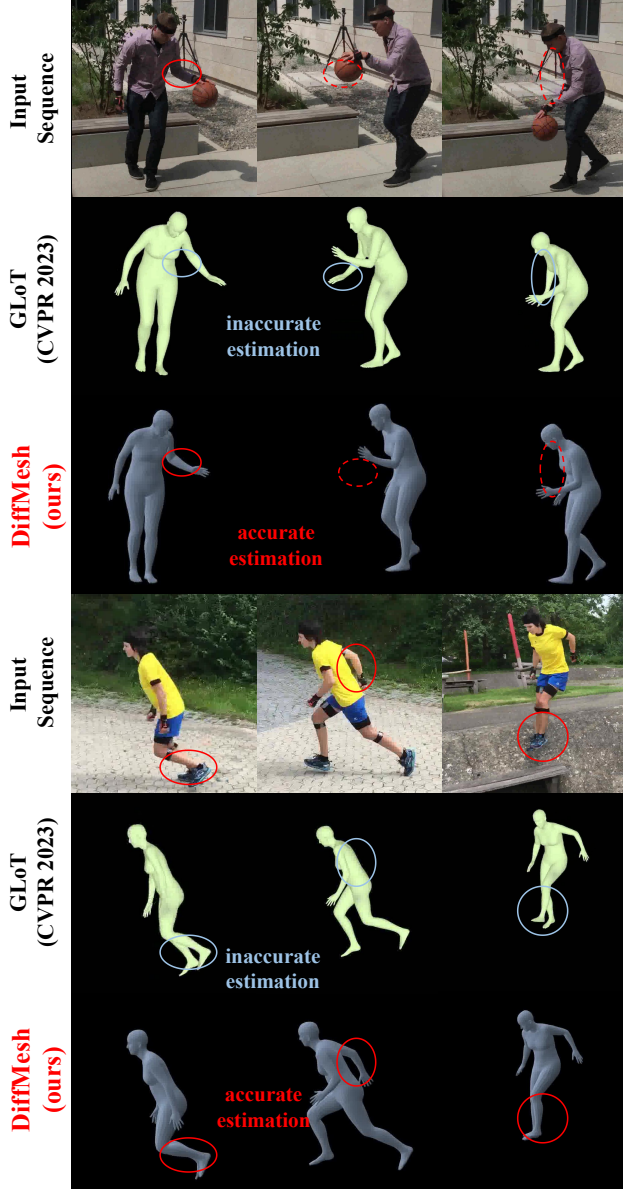 Input
Sequence
GLoT
(CVPR 2023)
inaccurate
estimation
DiffMesh
(ours)
accurate
estimation
Input
Sequence
GLoT
(CVPR 2023)
inaccurate
estimation
DiffMesh
(ours)
accurate
estimation